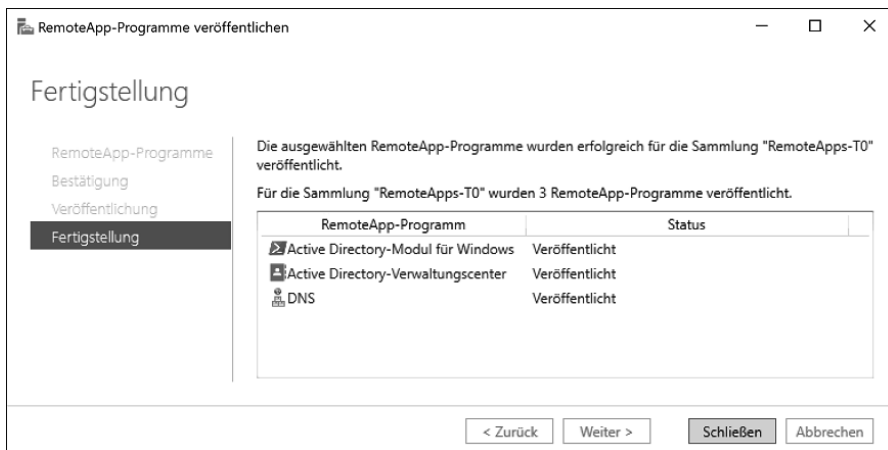 RemoteApp-Programme veröffentlichen
Fertigstellung
RemoteApp-Programme
Bestätigung
Veröffentlichung
Fertigstellung
Die ausgewählten RemoteApp-Programme wurden erfolgreich für die Sammlung "RemoteApps-T0"
veröffentlicht.
Für die Sammlung "RemoteApps-T0" wurden 3 RemoteApp-Programme veröffentlicht.
RemoteApp-Programm Status
Active Directory-Modul für Windows Veröffentlicht
Active Directory-Verwaltungscenter Veröffentlicht
DNS Veröffentlicht
< Zurück Weiter > Schließen Abbrechen